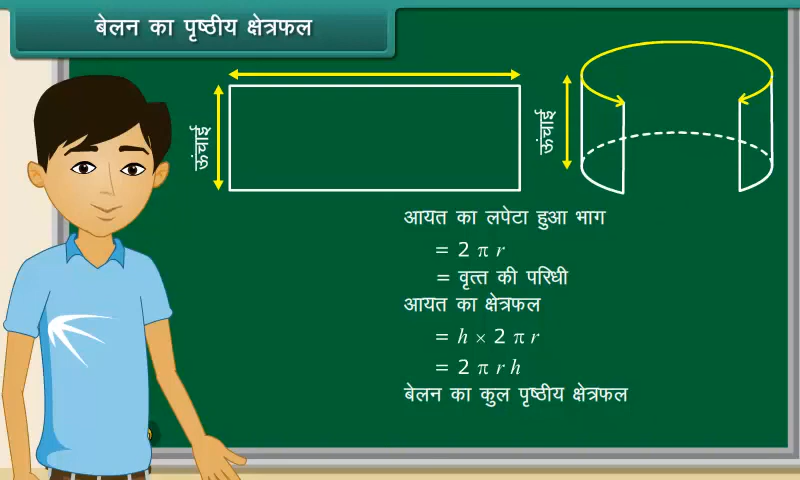 बेलन का पृष्ठीय क्षेत्रफल
ऊंचाई
ऊंचाई
आयत का लपेटा हुआ भाग
= 2 π r
= वृत्त की परिधी
आयत का क्षेत्रफल
= h × 2 π r
= 2 π r h
बेलन का कुल पृष्ठीय क्षेत्रफल